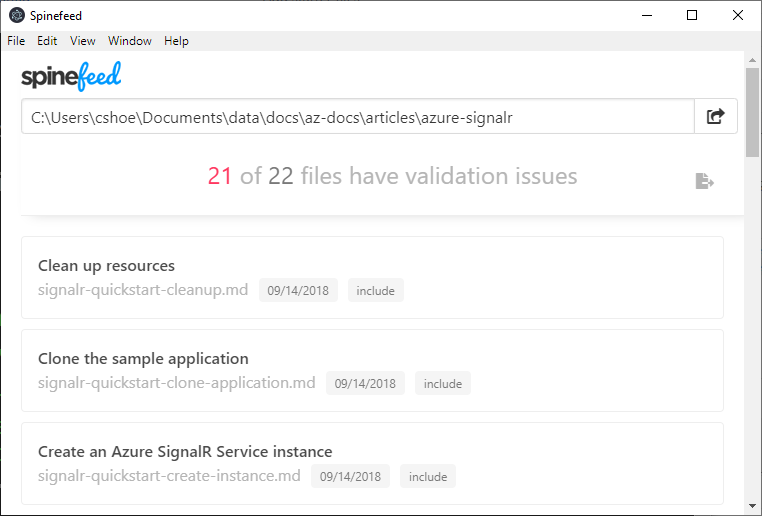 Spinefeed
File Edit View Window Help
spinefeed
C:\Users\cshoe\Documents\data\docs\az-docs\articles\azure-signalr
21 of 22 files have validation issues
Clean up resources
signalr-quickstart-cleanup.md 09/14/2018 include
Clone the sample application
signalr-quickstart-clone-application.md 09/14/2018 include
Create an Azure SignalR Service instance
signalr-quickstart-create-instance.md 09/14/2018 include